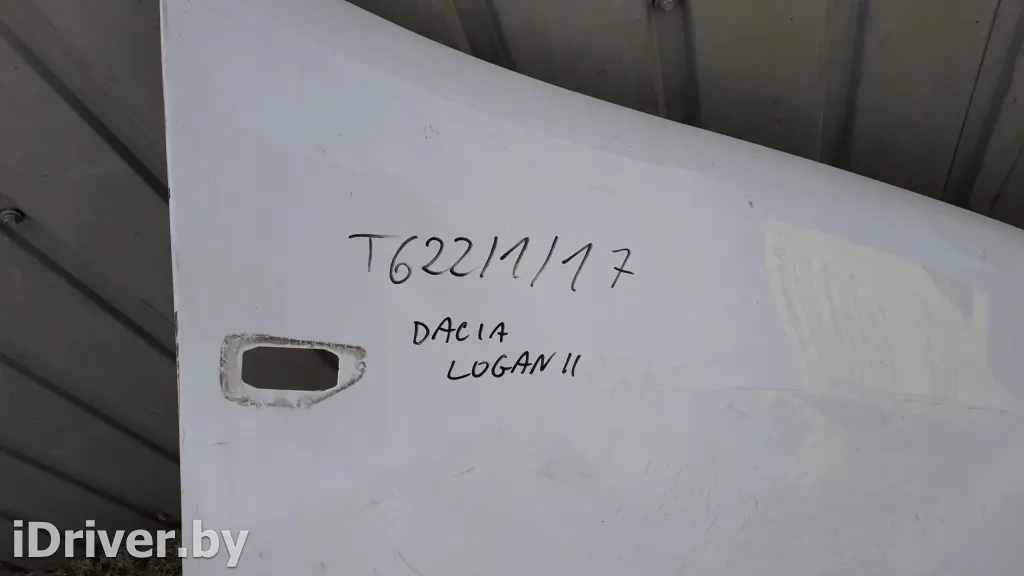 T622/1/17
DACIA
LOGAN II
iDriver.by